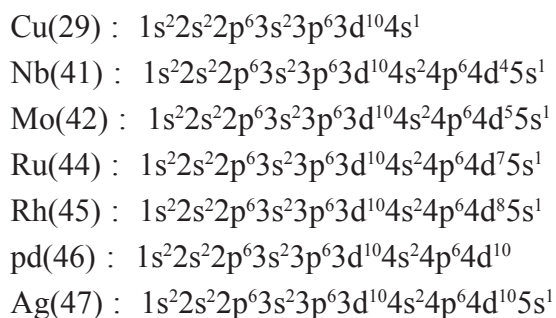 Cu(29) : 1s²2s²2p⁶3s²3p⁶3d¹⁰4s¹
Nb(41) : 1s²2s²2p⁶3s²3p⁶3d¹⁰4s²4p⁶4d⁴5s¹
Mo(42) : 1s²2s²2p⁶3s²3p⁶3d¹⁰4s²4p⁶4d⁵5s¹
Ru(44) : 1s²2s²2p⁶3s²3p⁶3d¹⁰4s²4p⁶4d⁷5s¹
Rh(45) : 1s²2s²2p⁶3s²3p⁶3d¹⁰4s²4p⁶4d⁸5s¹
pd(46) : 1s²2s²2p⁶3s²3p⁶3d¹⁰4s²4p⁶4d¹⁰
Ag(47) : 1s²2s²2p⁶3s²3p⁶3d¹⁰4s²4p⁶4d¹⁰5s¹